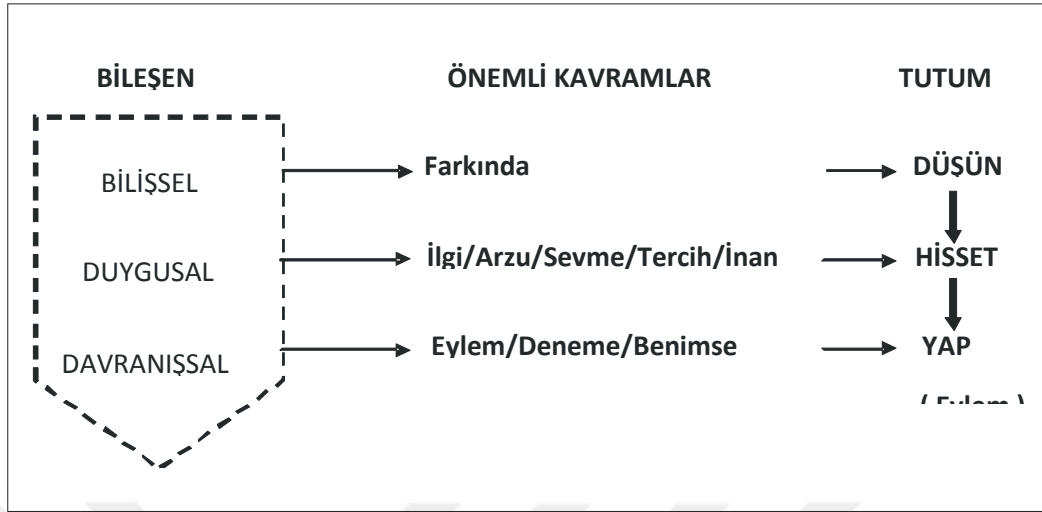 BİLEŞEN ÖNEMLİ KAVRAMLAR TUTUM
BİLİŞSEL Farkında DÜŞÜN
DUYGUSAL İlgi/Arzu/Sevme/Tercih/İnan HİSSET
DAVRANIŞSAL Eylem/Deneme/Benimse YAP
( Eylem )